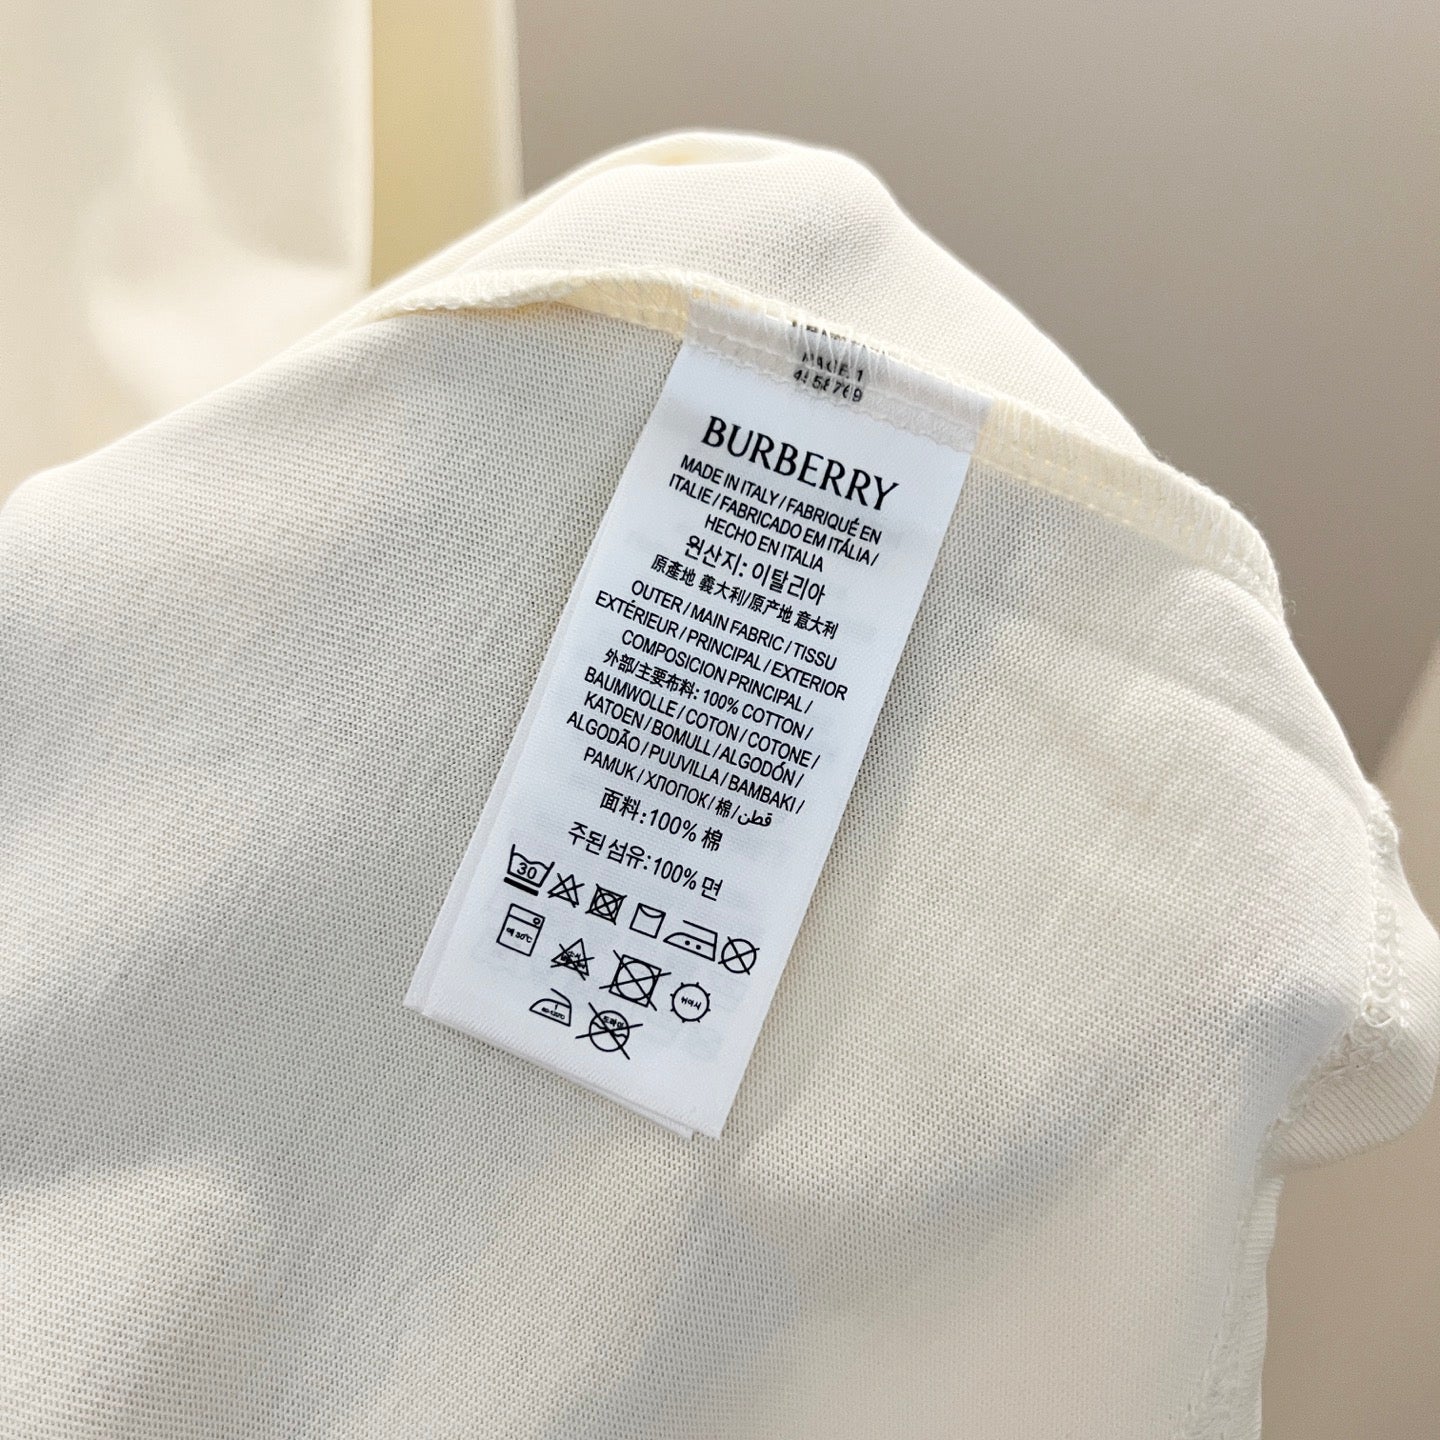 PAGE 1
BURBERRY
MADE IN ITALY / FABRIQUÉ EN
ITALIE / FABRICADO EM ITÁLIA /
HECHO EN ITALIA
원산지: 이탈리아
原產地 義大利/原产地 意大利
OUTER / MAIN FABRIC / TISSU
EXTÉRIEUR / PRINCIPAL / EXTERIOR
COMPOSICION PRINCIPAL /
外部/主要布料: 100% COTTON /
BAUMWOLLE / COTON / COTONE /
KATOEN / BOMULL / ALGODÓN /
ALGODÃO / PUUVILLA / BAMBAKI /
PAMUK / ХЛОПОК / 棉 / قطن
面料:100% 棉
주된 섬유:100% 면
30